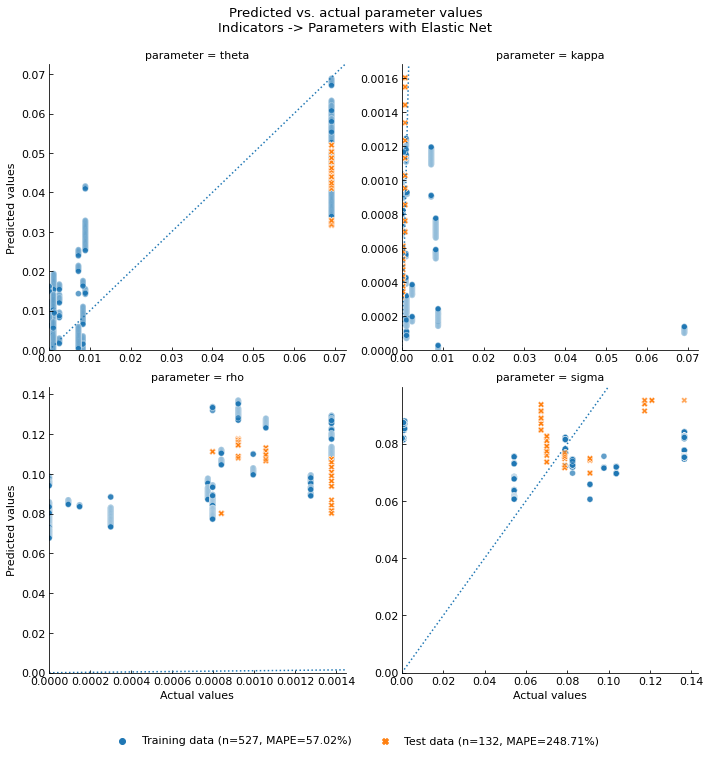 Predicted vs. actual parameter values
Indicators -> Parameters with Elastic Net
parameter = theta
0.07
0.06
0.05
0.04
0.03
0.02
0.01
0.00
Predicted values
0.00 0.01 0.02 0.03 0.04 0.05 0.06 0.07
parameter = kappa
0.0016
0.0014
0.0012
0.0010
0.0008
0.0006
0.0004
0.0002
0.0000
0.00 0.01 0.02 0.03 0.04 0.05 0.06 0.07
parameter = rho
0.14
0.12
0.10
0.08
0.06
0.04
0.02
0.00
Predicted values
0.0000 0.0002 0.0004 0.0006 0.0008 0.0010 0.0012 0.0014
Actual values
parameter = sigma
0.08
0.06
0.04
0.02
0.00
0.00 0.02 0.04 0.06 0.08 0.10 0.12 0.14
Actual values
Training data (n=527, MAPE=57.02%) Test data (n=132, MAPE=248.71%)